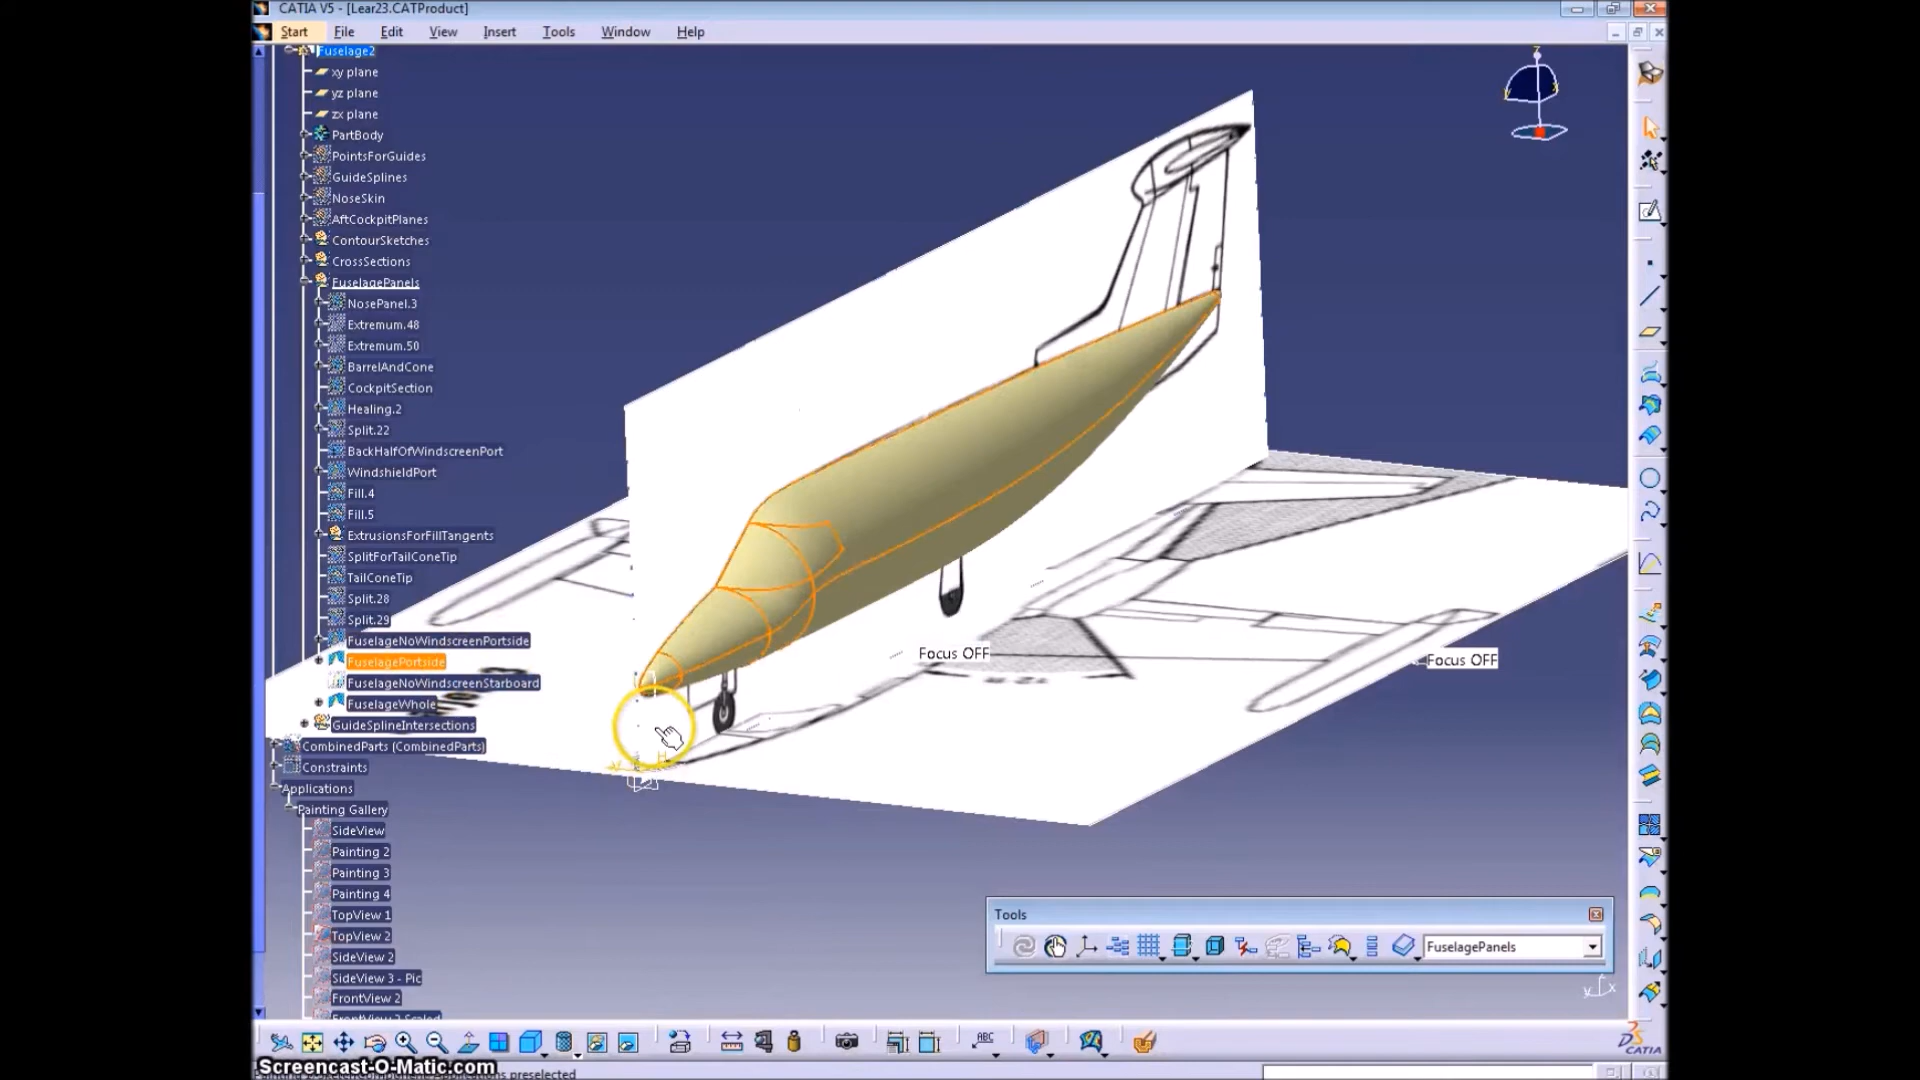 CATIA V5 - [Lear23.CATProduct]
Start File Edit View Insert Tools Window Help
Fuselage2
xy plane
yz plane
zx plane
PartBody
PointsForGuides
GuideSplines
NoseSkin
AftCockpitPlanes
ContourSketches
CrossSections
FuselagePanels
NosePanel.3
Extremum.48
Extremum.50
BarrelAndCone
CockpitSection
Healing.2
Split.22
BackHalfOfWindscreenPort
WindshieldPort
Fill.4
Fill.5
ExtrusionsForFillTangents
SplitForTailConeTip
TailConeTip
Split.28
Split.29
FuselageNoWindscreenPortside
FuselagePortside
FuselageNoWindscreenStarboard
FuselageWhole
GuideSplineIntersections
CombinedParts (CombinedParts)
Constraints
Applications
Painting Gallery
SideView
Painting 2
Painting 3
Painting 4
TopView 1
TopView 2
SideView 2
SideView 3 - Pic
FrontView 2
FrontView 2 Scaled
Focus OFF
Focus OFF
z
Tools
FuselagePanels
y x
ABC
CATIA
Screencast-O-Matic.com
preselected